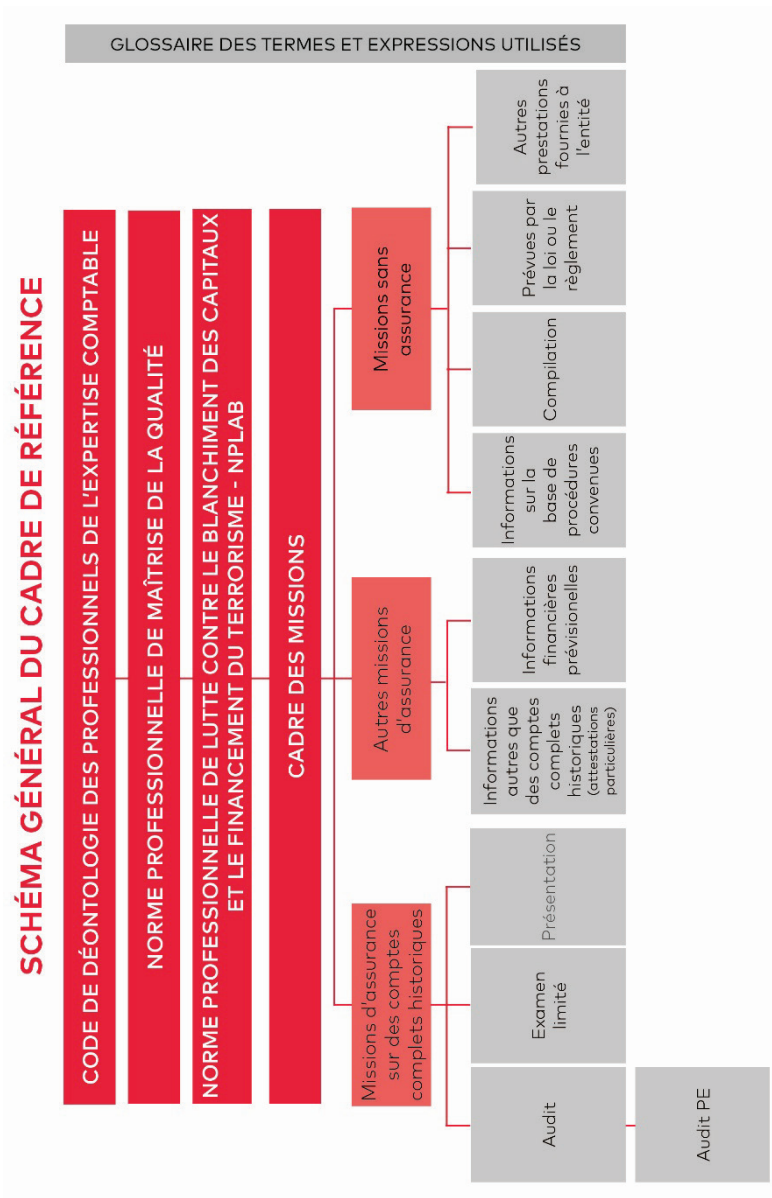 SCHÉMA GÉNÉRAL DU CADRE DE RÉFÉRENCE
CODE DE DÉONTOLOGIE DES PROFESSIONNELS DE L'EXPERTISE COMPTABLE
NORME PROFESSIONNELLE DE MAÎTRISE DE LA QUALITÉ
NORME PROFESSIONNELLE DE LUTTE CONTRE LE BLANCHIMENT DES CAPITAUX
ET LE FINANCEMENT DU TERRORISME - NPLAB
CADRE DES MISSIONS
Missions d'assurance
sur des comptes
complets historiques
Autres missions
d'assurance
Missions sans
assurance
Audit
Examen
limité
Présentation
Informations
autres que
des comptes
complets
historiques
(attestations
particulières)
Informations
financières
prévisionelles
Informations
sur la
base de
procédures
convenues
Compilation
Prévues par
la loi ou le
règlement
Autres
prestations
fournies à
l'entité
Audit PE
GLOSSAIRE DES TERMES ET EXPRESSIONS UTILISÉS